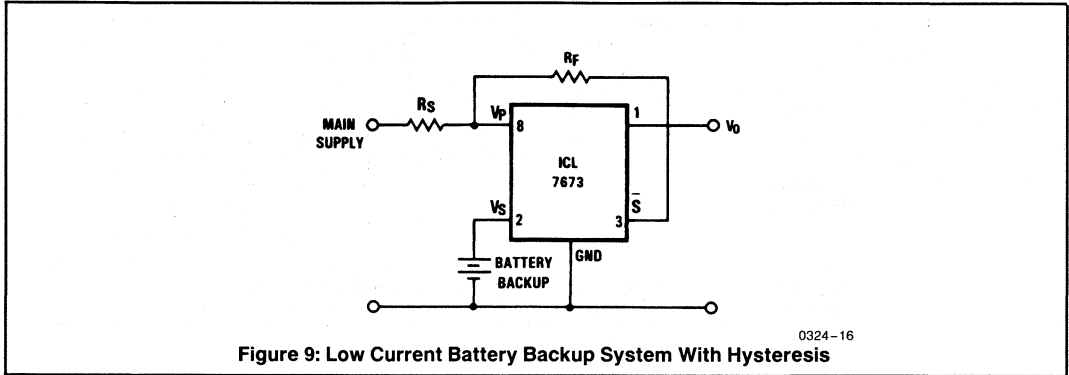 RF
RS
MAIN
SUPPLY
VP
8
1
VO
ICL
7673
VS
2
S̄
3
GND
BATTERY
BACKUP
0324-16
Figure 9: Low Current Battery Backup System With Hysteresis